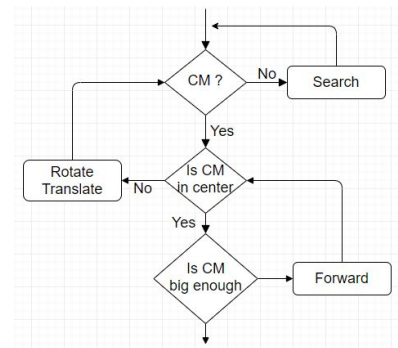 CM ?
No
Search
Yes
Rotate
Translate
No
Is CM
in center
Yes
Is CM
big enough
Forward